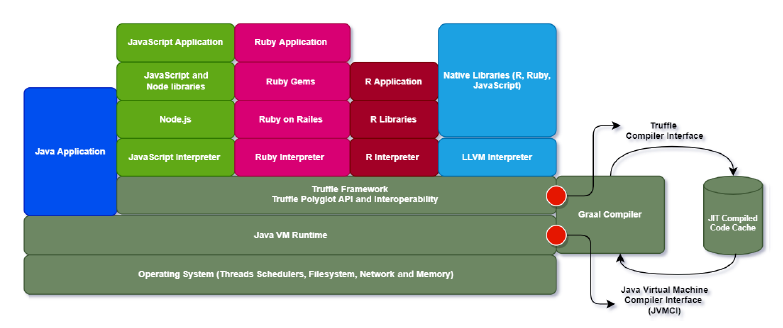 JavaScript Application
Ruby Application
JavaScript and
Node libraries
Ruby Gems
R Application
Native Libraries (R, Ruby,
JavaScript)
Node.js
Ruby on Railes
R Libraries
Java Application
JavaScript Interpreter
Ruby Interpreter
R Interpreter
LLVM Interpreter
Truffle
Compiler Interface
Truffle Framework
Truffle Polyglot API and Interoperability
Graal Compiler
JIT Compiled
Code Cache
Java VM Runtime
Operating System (Threads Schedulers, Filesystem, Network and Memory)
Java Virtual Machine
Compiler Interface
(JVMCI)